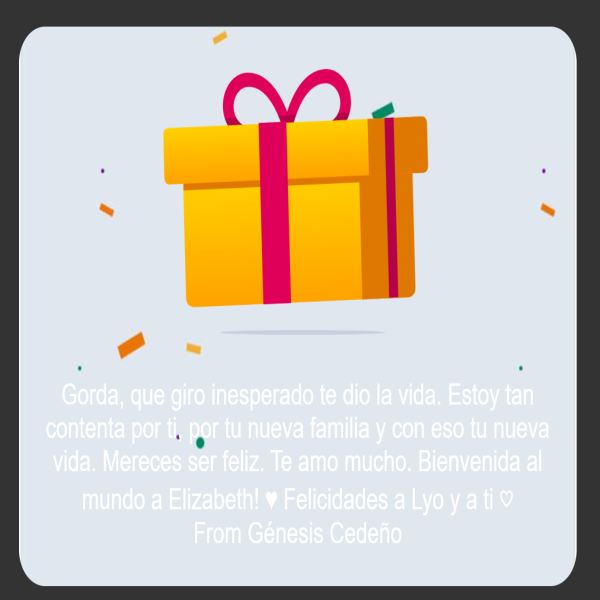 Gorda, que giro inesperado te dio la vida. Estoy tan
contenta por ti, por tu nueva familia y con eso tu nueva
vida. Mereces ser feliz. Te amo mucho. Bienvenida al
mundo a Elizabeth! ♥ Felicidades a Lyo y a ti ♡
From Génesis Cedeño